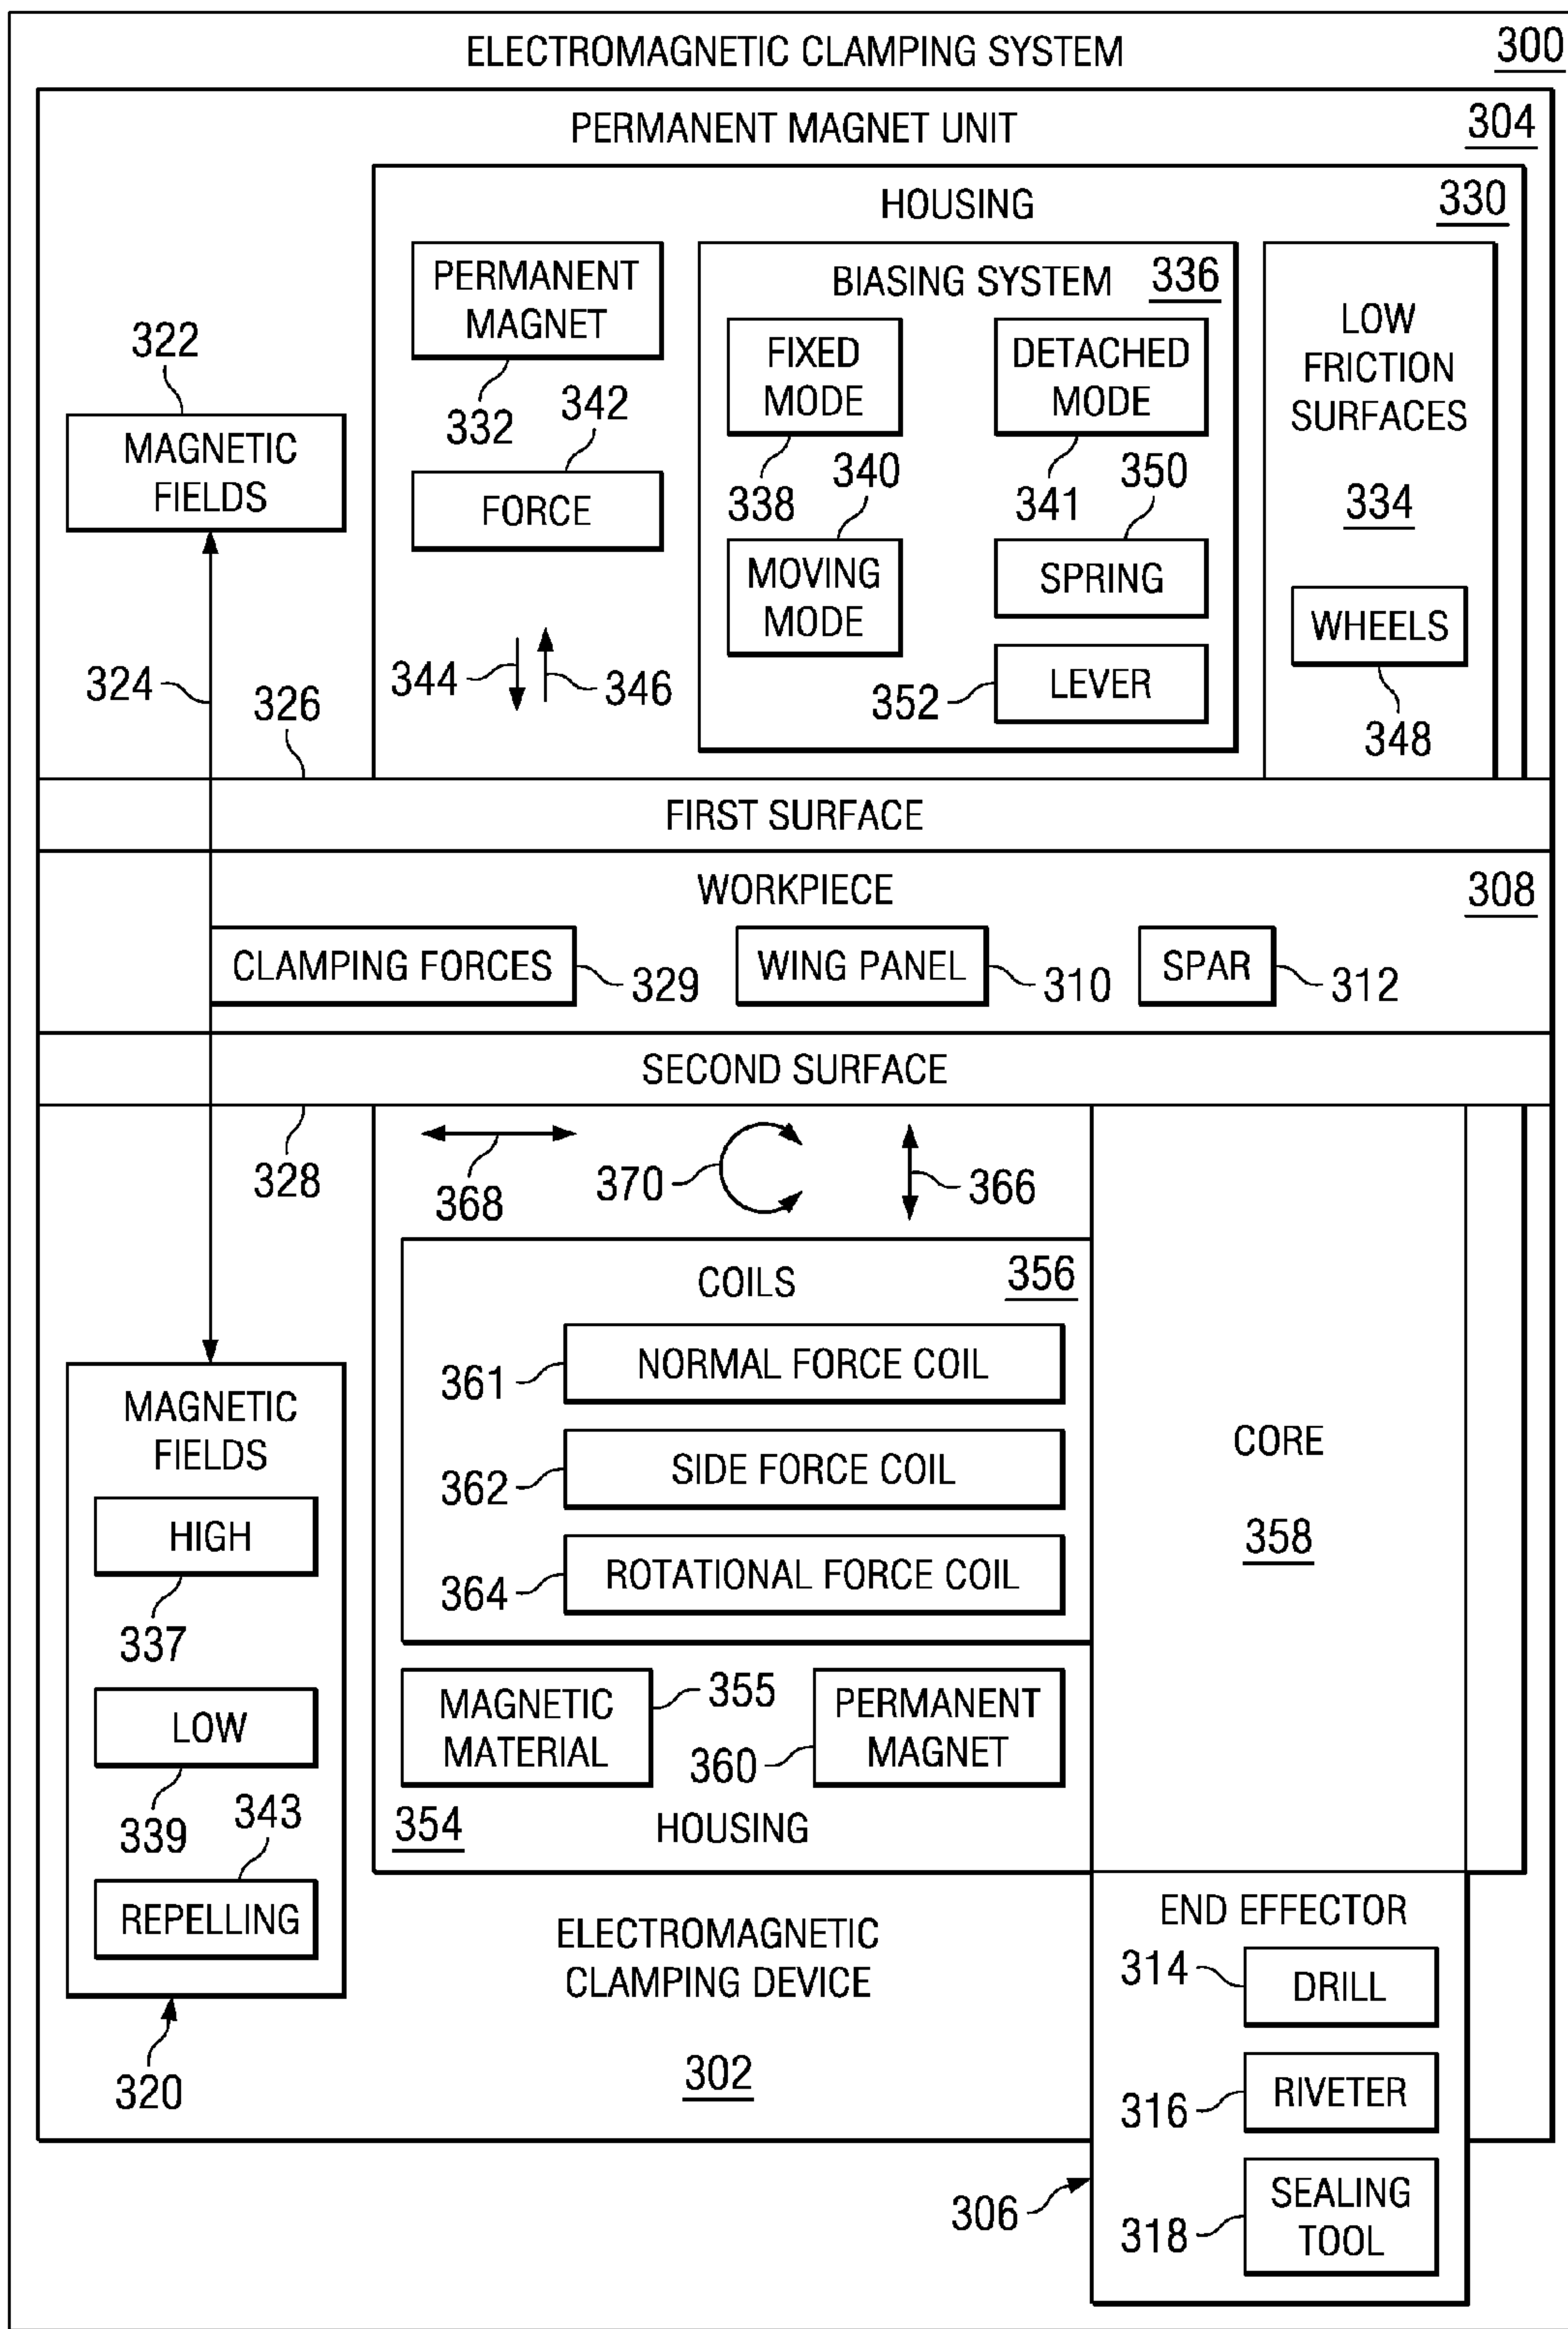 ELECTROMAGNETIC CLAMPING SYSTEM
300
PERMANENT MAGNET UNIT
304
HOUSING
330
PERMANENT
MAGNET
332
342
FORCE
344
346
BIASING SYSTEM
336
FIXED
MODE
338
DETACHED
MODE
341
340
MOVING
MODE
350
SPRING
352
LEVER
LOW
FRICTION
SURFACES
334
WHEELS
348
322
MAGNETIC
FIELDS
324
326
FIRST SURFACE
WORKPIECE
308
CLAMPING FORCES
329
WING PANEL
310
SPAR
312
SECOND SURFACE
328
368
370
366
COILS
356
361
NORMAL FORCE COIL
362
SIDE FORCE COIL
364
ROTATIONAL FORCE COIL
CORE
358
MAGNETIC
FIELDS
HIGH
337
LOW
339
343
REPELLING
320
MAGNETIC
MATERIAL
355
360
PERMANENT
MAGNET
354
HOUSING
ELECTROMAGNETIC
CLAMPING DEVICE
302
END EFFECTOR
314
DRILL
316
RIVETER
306
318
SEALING
TOOL